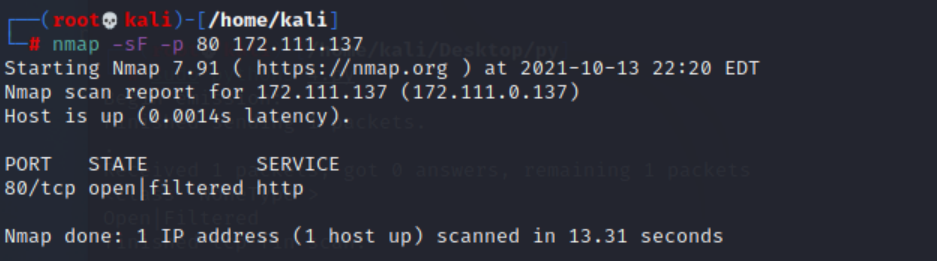 ┌──(root💀kali)-[/home/kali]
└─# nmap -sF -p 80 172.111.137
Starting Nmap 7.91 ( https://nmap.org ) at 2021-10-13 22:20 EDT
Nmap scan report for 172.111.137 (172.111.0.137)
Host is up (0.0014s latency).
PORT   STATE         SERVICE
80/tcp open|filtered http
Nmap done: 1 IP address (1 host up) scanned in 13.31 seconds